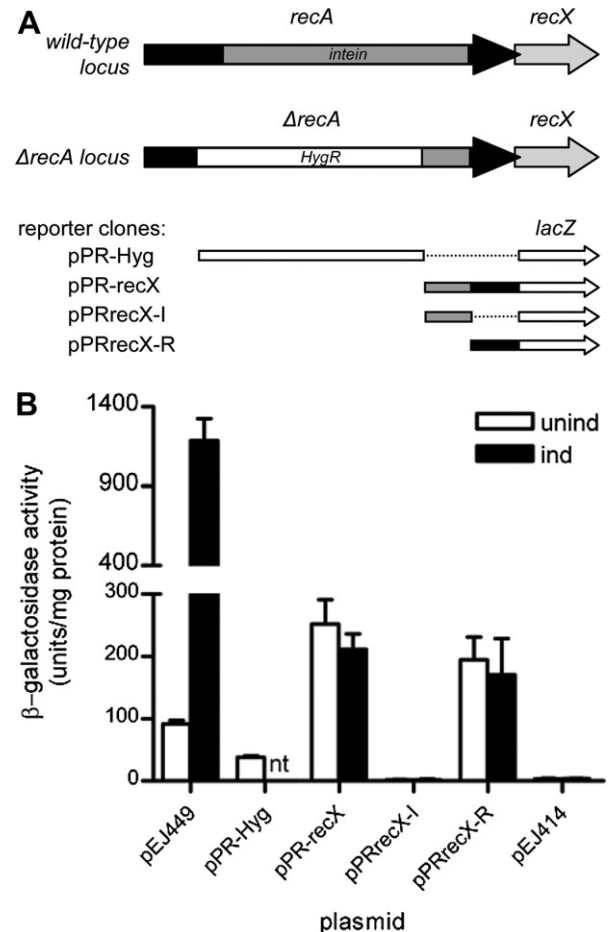 A
recA
recX
wild-type
locus
intein
ΔrecA
recX
ΔrecA locus
HygR
reporter clones:
lacZ
pPR-Hyg
pPR-recX
pPRrecX-I
pPRrecX-R
B
1400
900
400
300
200
100
0
β-galactosidase activity
(units/mg protein)
unind
ind
nt
pEJ449
pPR-Hyg
pPR-recX
pPRrecX-I
pPRrecX-R
pEJ414
plasmid